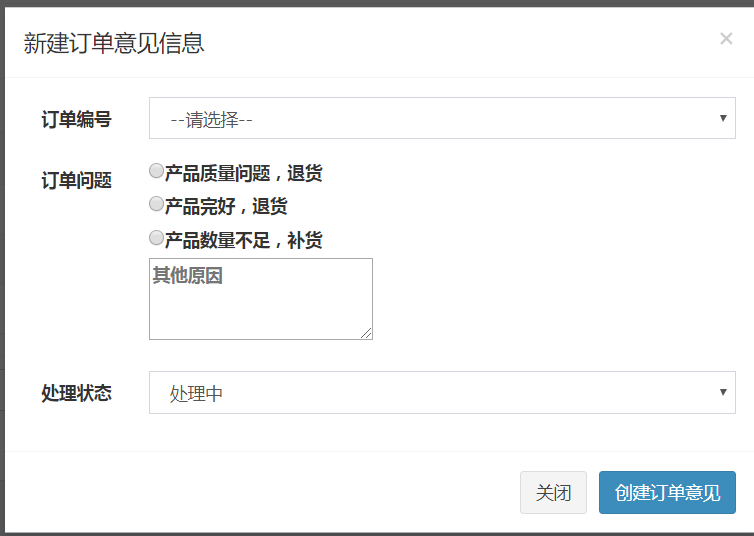 新建订单意见信息
×
订单编号
--请选择--
订单问题
产品质量问题，退货
产品完好，退货
产品数量不足，补货
其他原因
处理状态
处理中
关闭
创建订单意见